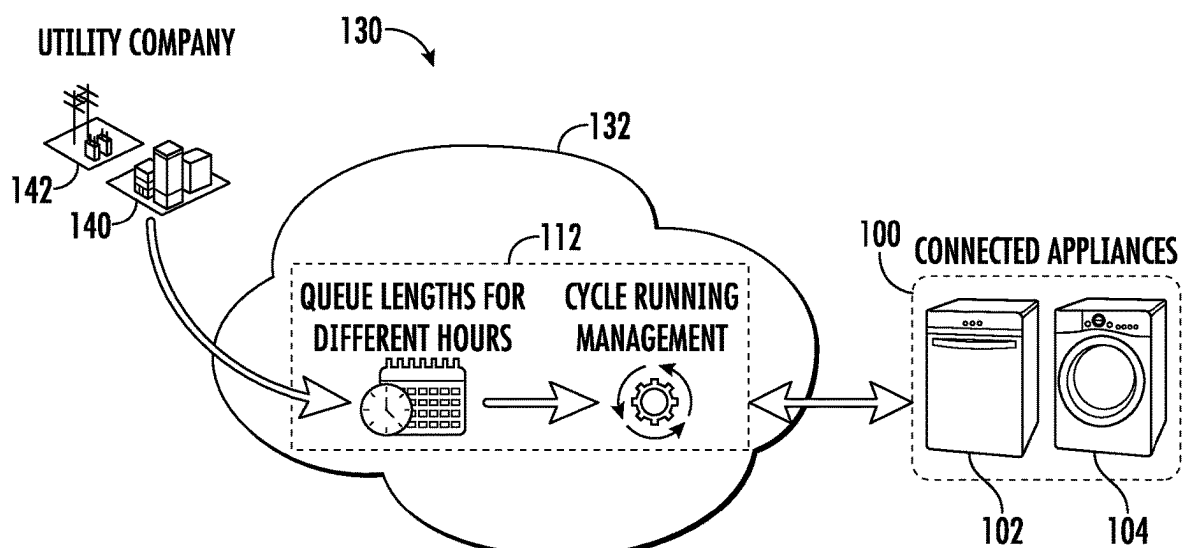 UTILITY COMPANY
130
132
142
140
112
100
CONNECTED APPLIANCES
QUEUE LENGTHS FOR
DIFFERENT HOURS
CYCLE RUNNING
MANAGEMENT
102
104